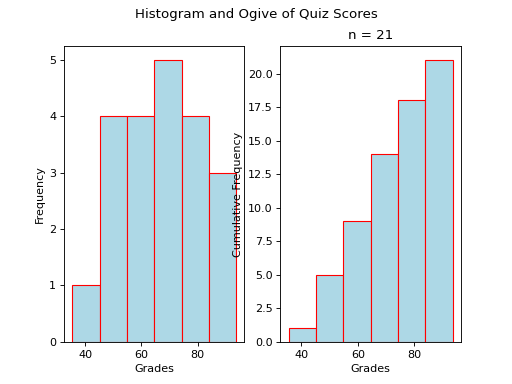 Histogram and Ogive of Quiz Scores
n = 21
Frequency
5
4
3
2
1
0
40 60 80
Grades
Cumulative Frequency
20.0
17.5
15.0
12.5
10.0
7.5
5.0
2.5
0.0
40 60 80
Grades